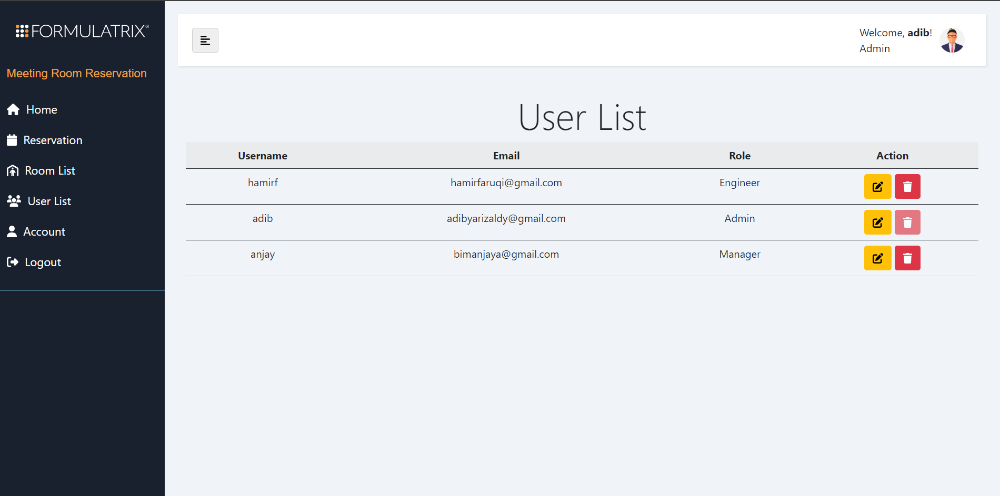 FORMULATRIX®
Meeting Room Reservation
Home
Reservation
Room List
User List
Account
Logout
Welcome, adib!
Admin
User List
Username Email Role Action
hamirf hamirfaruqi@gmail.com Engineer
adib adibyarizaldy@gmail.com Admin
anjay bimanjaya@gmail.com Manager